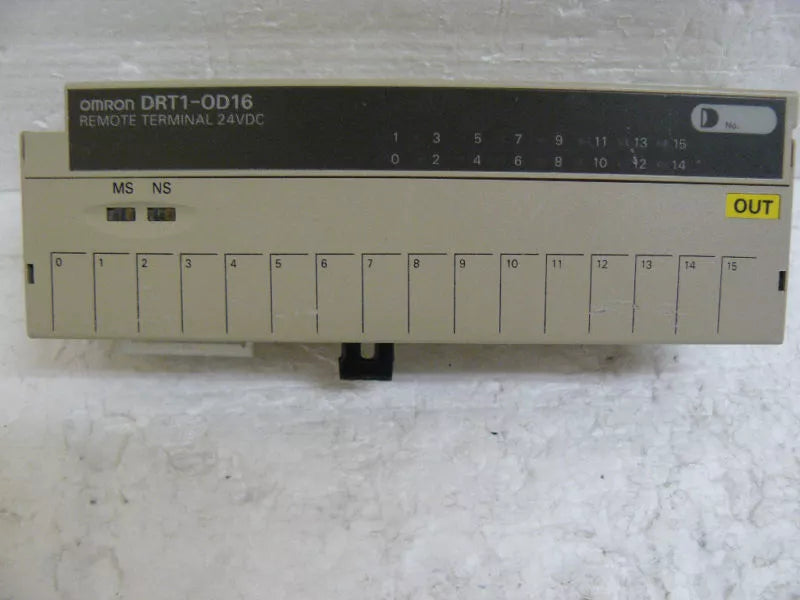 omron DRT1-OD16
REMOTE TERMINAL 24VDC
D No.
1 3 5 7 9 11 13 15
0 2 4 6 8 10 12 14
MS NS
OUT
0 1 2 3 4 5 6 7 8 9 10 11 12 13 14 15